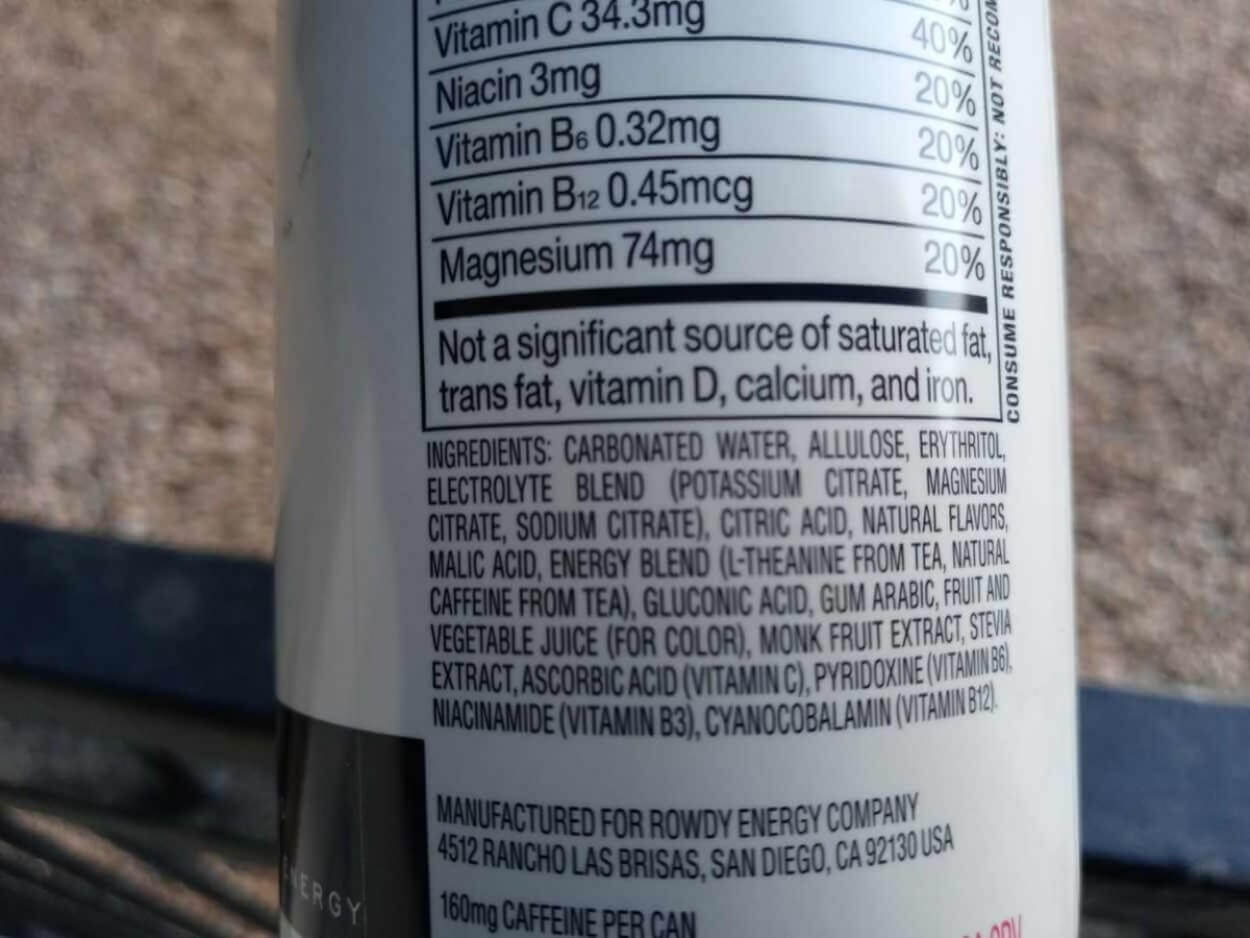 Vitamin C 34.3mg 40%
Niacin 3mg 20%
Vitamin B6 0.32mg 20%
Vitamin B12 0.45mcg 20%
Magnesium 74mg 20%
Not a significant source of saturated fat,
trans fat, vitamin D, calcium, and iron.
CONSUME RESPONSIBLY: NOT
INGREDIENTS: CARBONATED WATER, ALLULOSE, ERYTHRITOL,
ELECTROLYTE BLEND (POTASSIUM CITRATE, MAGNESIUM
CITRATE, SODIUM CITRATE), CITRIC ACID, NATURAL FLAVORS,
MALIC ACID, ENERGY BLEND (L-THEANINE FROM TEA, NATURAL
CAFFEINE FROM TEA), GLUCONIC ACID, GUM ARABIC, FRUIT AND
VEGETABLE JUICE (FOR COLOR), MONK FRUIT EXTRACT, STEVIA
EXTRACT, ASCORBIC ACID (VITAMIN C), PYRIDOXINE (VITAMIN B6),
NIACINAMIDE (VITAMIN B3), CYANOCOBALAMIN (VITAMIN B12).
MANUFACTURED FOR ROWDY ENERGY COMPANY
4512 RANCHO LAS BRISAS, SAN DIEGO, CA 92130 USA
160mg CAFFEINE PER CAN
ENERGY